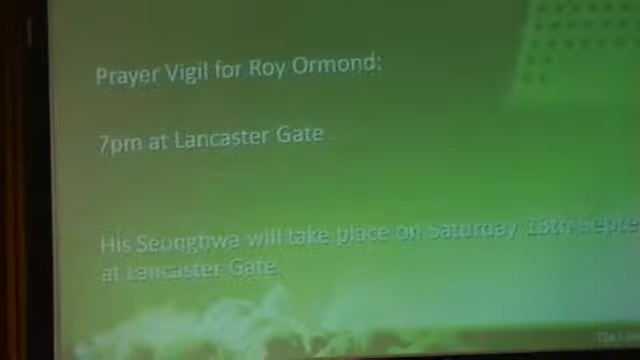 Prayer Vigil for Roy Ormond:
7pm at Lancaster Gate
His Seunghwa will take place on Saturday 13th
at Lancaster Gate